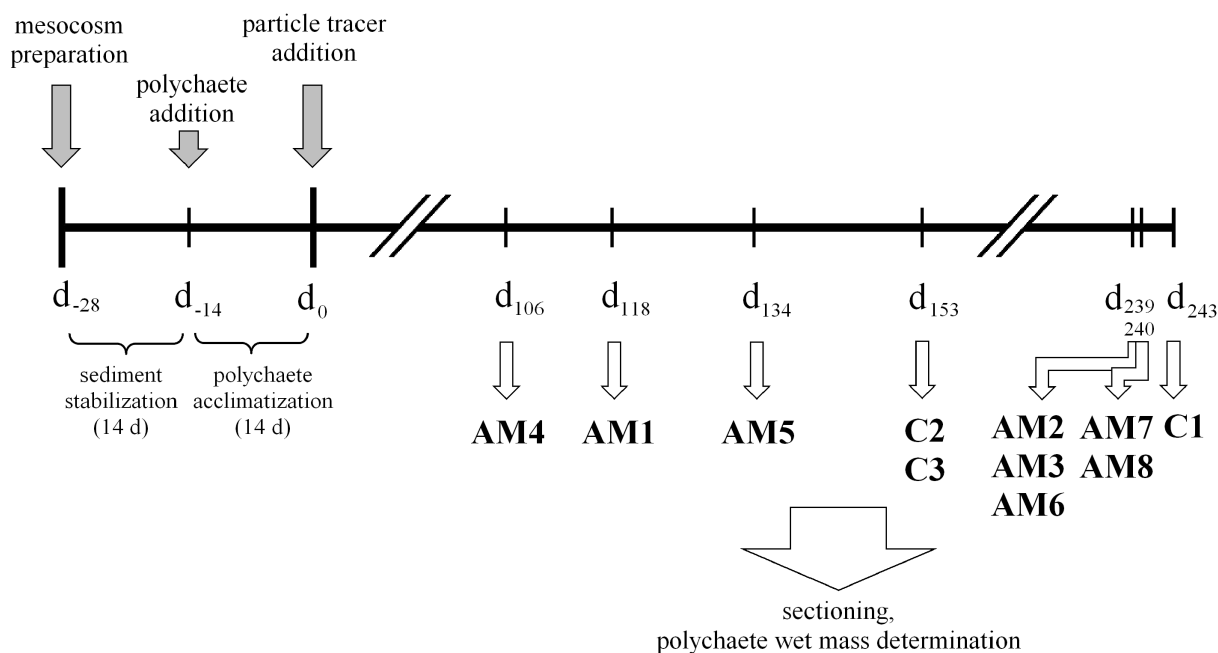 mesocosm
preparation
polychaete
addition
particle tracer
addition
d-28
d-14
d0
d106
d118
d134
d153
d239
240
d243
sediment
stabilization
(14 d)
polychaete
acclimatization
(14 d)
AM4
AM1
AM5
C2
C3
AM2
AM3
AM6
AM7
AM8
C1
sectioning,
polychaete wet mass determination